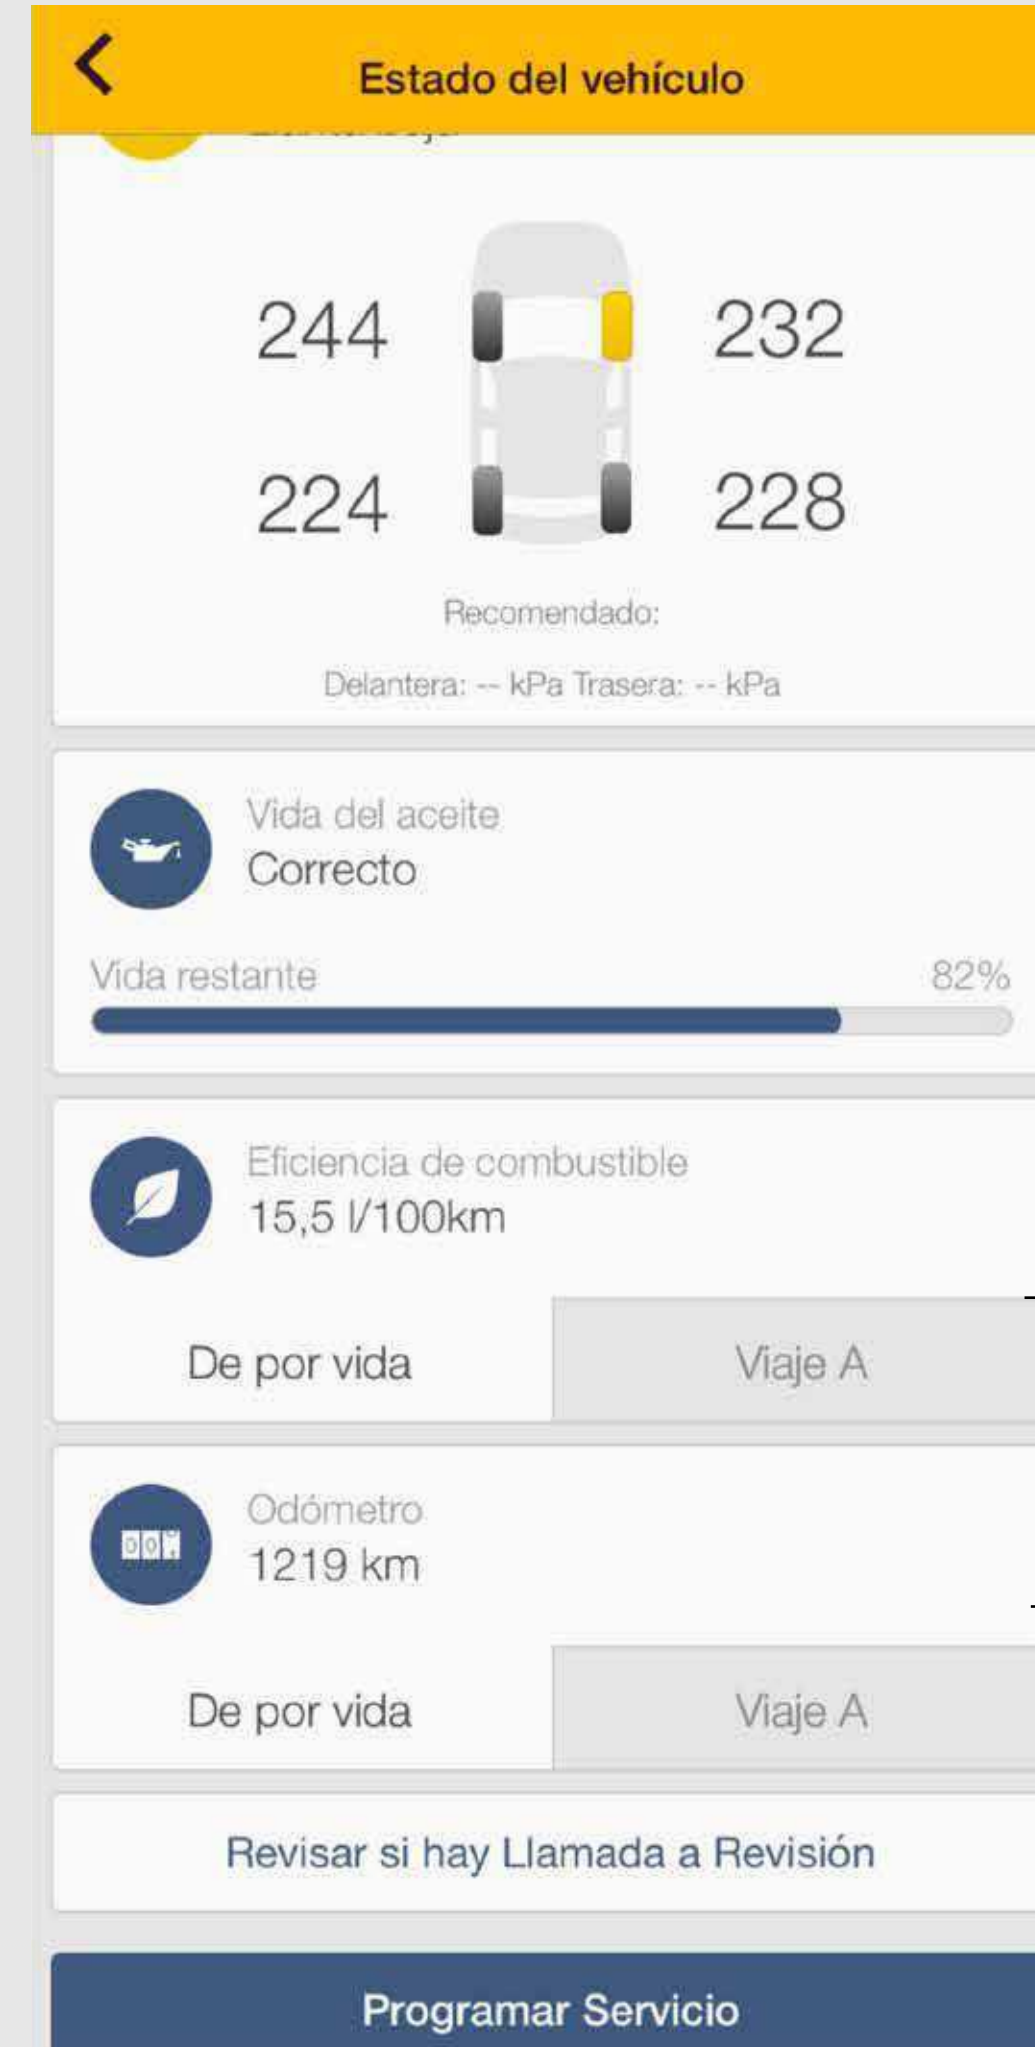 Estado del vehículo
244 232
224 228
Recomendado:
Delantera: -- kPa Trasera: -- kPa
Vida del aceite
Correcto
Vida restante 82%
Eficiencia de combustible
15,5 l/100km
De por vida Viaje A
Odómetro
1219 km
De por vida Viaje A
Revisar si hay Llamada a Revisión
Programar Servicio